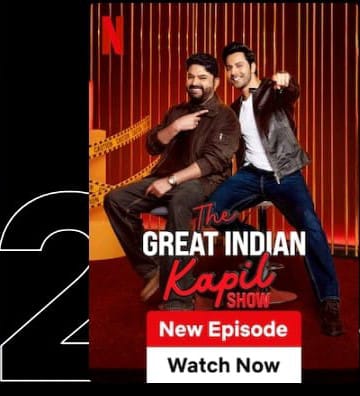 N
2
The
GREAT INDIAN
Kapil
SHOW
New Episode
Watch Now